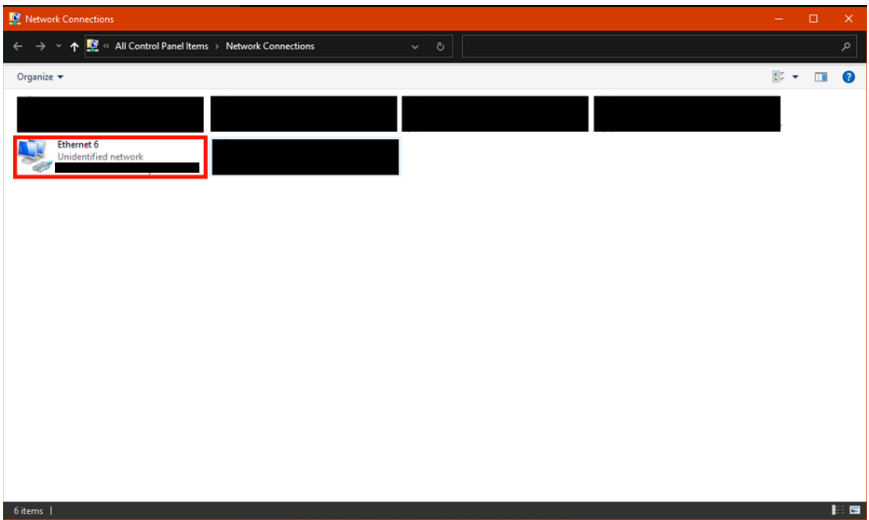 Network Connections
« All Control Panel Items › Network Connections
Organize
Ethernet 6
Unidentified network
6 items